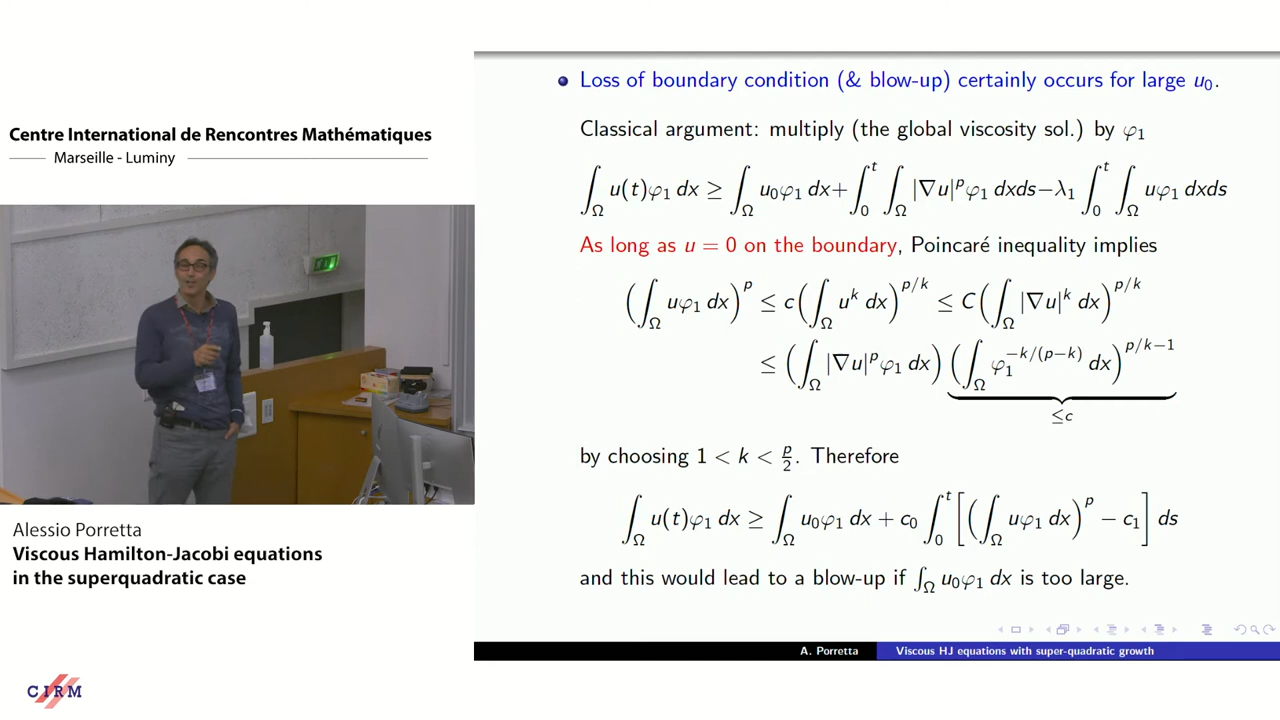 Centre International de Rencontres Mathématiques
Marseille - Luminy
Alessio Porretta
Viscous Hamilton-Jacobi equations
in the superquadratic case
CIRM
Loss of boundary condition (& blow-up) certainly occurs for large u₀.
Classical argument: multiply (the global viscosity sol.) by φ₁
∫_Ω u(t)φ₁ dx ≥ ∫_Ω u₀φ₁ dx+∫₀^t ∫_Ω |∇u|^p φ₁ dxds−λ₁ ∫₀^t ∫_Ω uφ₁ dxds
As long as u = 0 on the boundary, Poincaré inequality implies
(∫_Ω uφ₁ dx)^p ≤ c(∫_Ω u^k dx)^{p/k} ≤ C(∫_Ω |∇u|^k dx)^{p/k}
≤ (∫_Ω |∇u|^p φ₁ dx) (∫_Ω φ₁^{−k/(p−k)} dx)^{p/k−1}
≤c
by choosing 1 < k < p/2. Therefore
∫_Ω u(t)φ₁ dx ≥ ∫_Ω u₀φ₁ dx + c₀ ∫₀^t [(∫_Ω uφ₁ dx)^p − c₁] ds
and this would lead to a blow-up if ∫_Ω u₀φ₁ dx is too large.
A. Porretta
Viscous HJ equations with super-quadratic growth